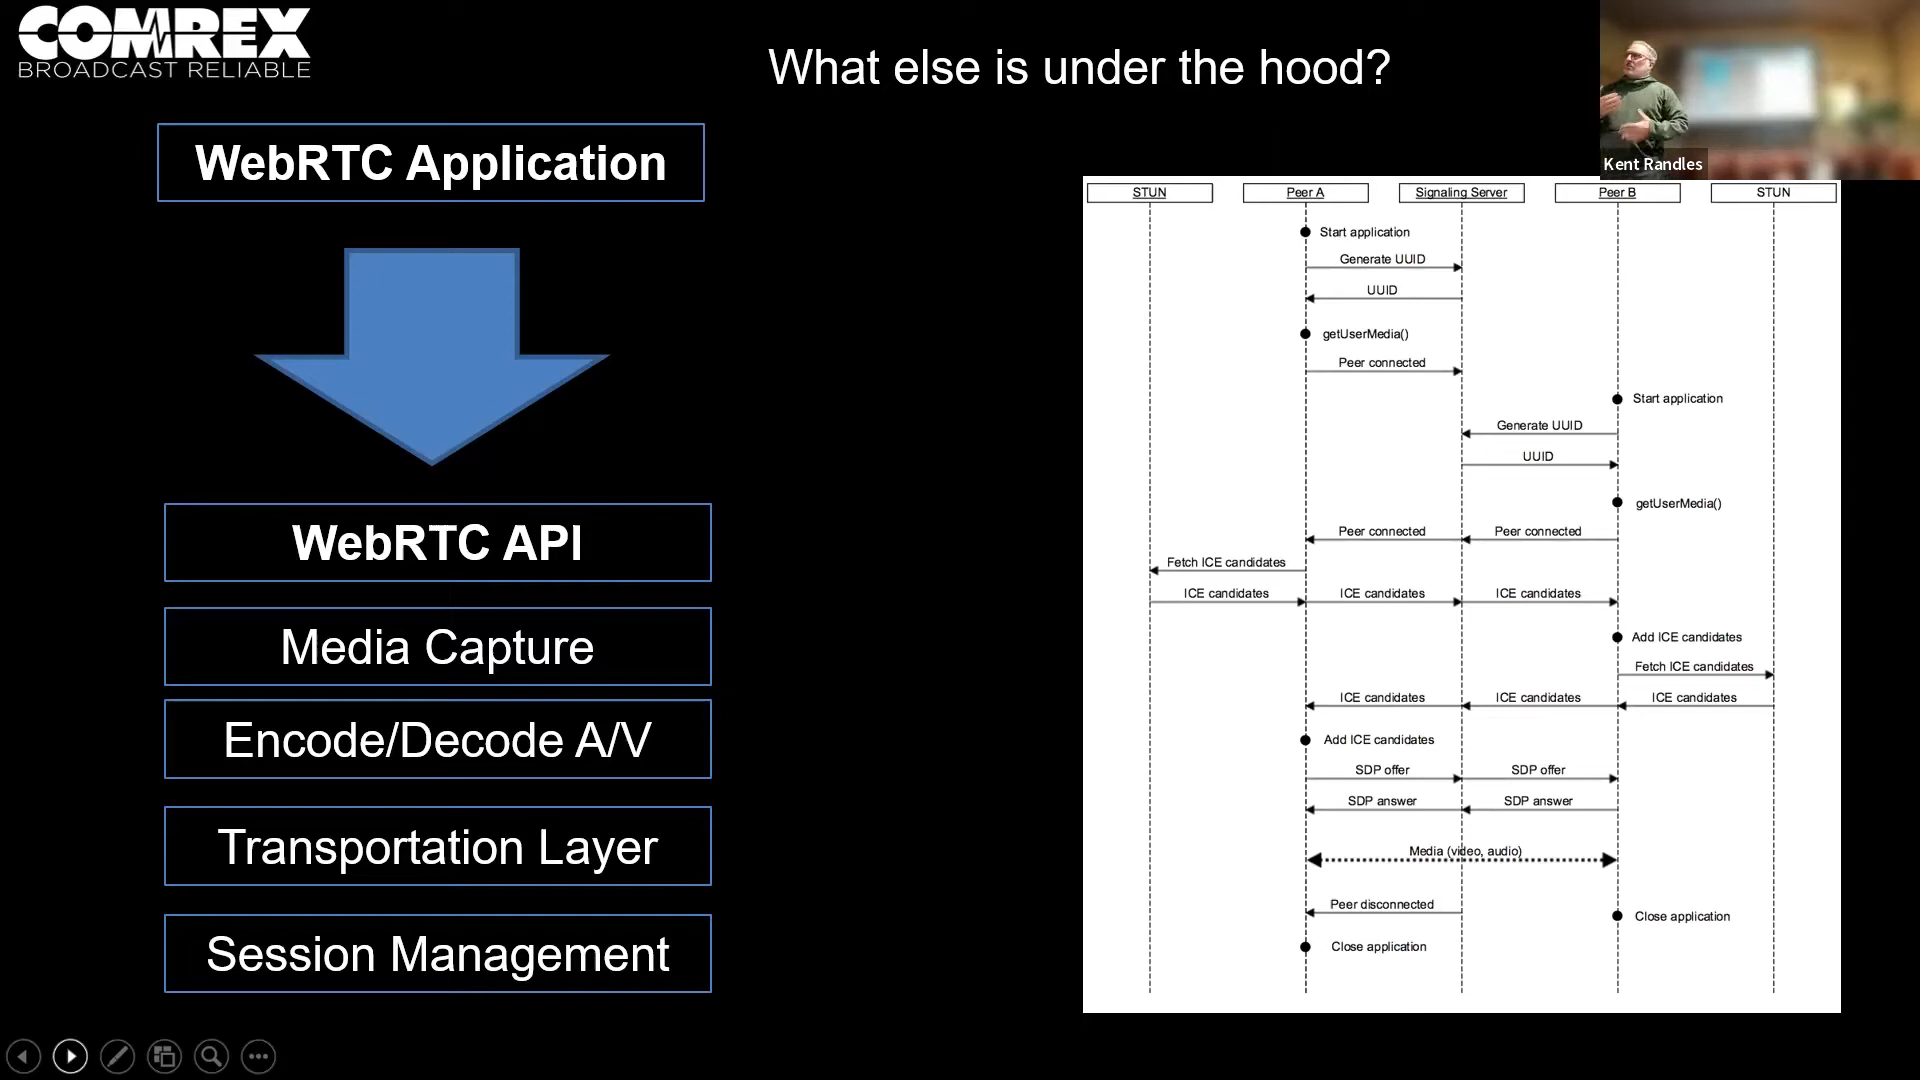 COMREX
BROADCAST RELIABLE
What else is under the hood?
Kent Randles
WebRTC Application
WebRTC API
Media Capture
Encode/Decode A/V
Transportation Layer
Session Management
STUN
Peer A
Signaling Server
Peer B
STUN
Start application
Generate UUID
UUID
getUserMedia()
Peer connected
Start application
Generate UUID
UUID
getUserMedia()
Peer connected
Peer connected
Fetch ICE candidates
ICE candidates
ICE candidates
ICE candidates
Add ICE candidates
Fetch ICE candidates
ICE candidates
ICE candidates
ICE candidates
Add ICE candidates
SDP offer
SDP offer
SDP answer
SDP answer
Media (video, audio)
Peer disconnected
Close application
Close application